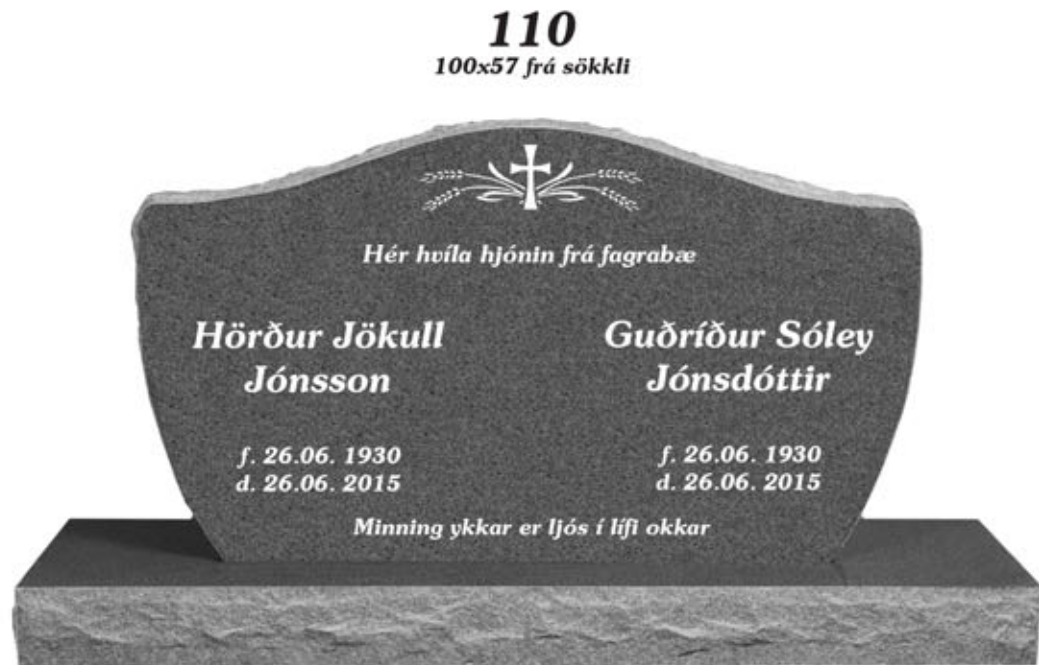 110
100x57 frá sökkli
Hér hvíla hjónin frá fagrabæ
Hörður Jökull
Jónsson
f. 26.06. 1930
d. 26.06. 2015
Guðríður Sóley
Jónsdóttir
f. 26.06. 1930
d. 26.06. 2015
Minning ykkar er ljós í lífi okkar